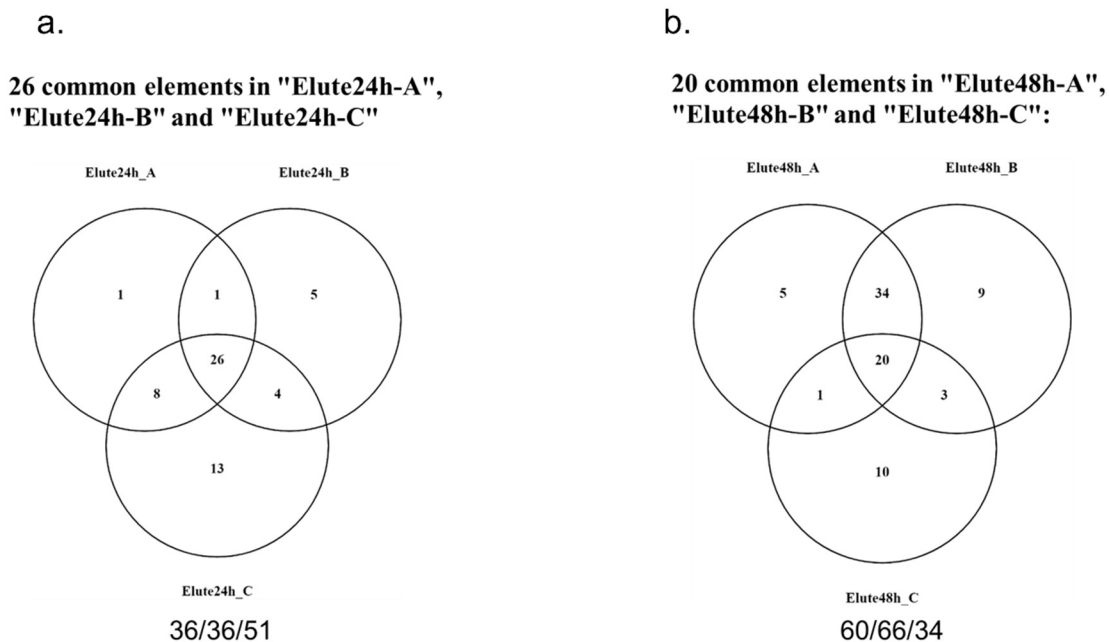 a.
26 common elements in "Elute24h-A",
"Elute24h-B" and "Elute24h-C"
Elute24h_A
Elute24h_B
1
1
5
26
8
4
13
Elute24h_C
36/36/51
b.
20 common elements in "Elute48h-A",
"Elute48h-B" and "Elute48h-C":
Elute48h_A
Elute48h_B
5
34
9
20
1
3
10
Elute48h_C
60/66/34